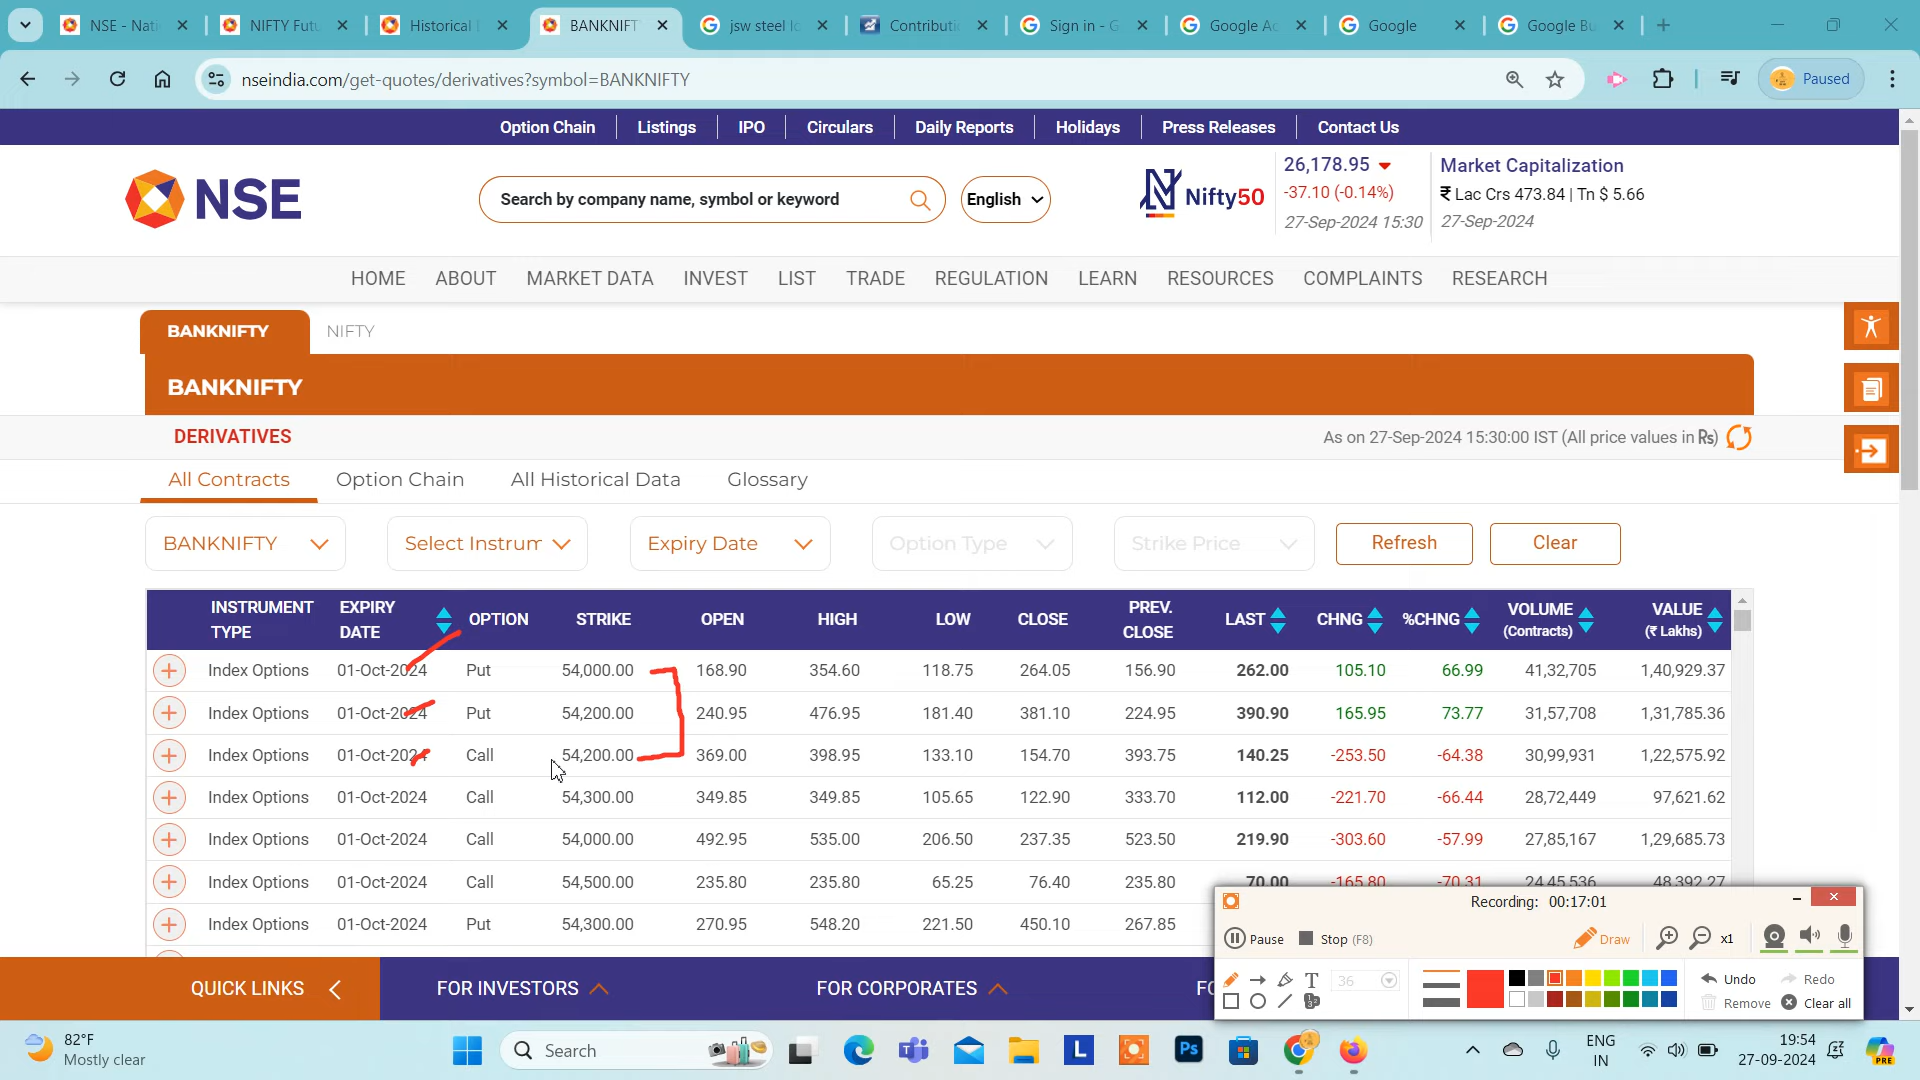 NSE - Nati
NIFTY Futu
Historical
BANKNIFT
jsw steel lo
Contributi
Sign in - G
Google Ac
Google
Google Bu
nseindia.com/get-quotes/derivatives?symbol=BANKNIFTY
Paused
Option Chain Listings IPO Circulars Daily Reports Holidays Press Releases Contact Us
NSE
Search by company name, symbol or keyword
English
Nifty50
26,178.95
-37.10 (-0.14%)
27-Sep-2024 15:30
Market Capitalization
₹ Lac Crs 473.84 | Tn $ 5.66
27-Sep-2024
HOME ABOUT MARKET DATA INVEST LIST TRADE REGULATION LEARN RESOURCES COMPLAINTS RESEARCH
BANKNIFTY NIFTY
BANKNIFTY
DERIVATIVES
As on 27-Sep-2024 15:30:00 IST (All price values in Rs)
All Contracts Option Chain All Historical Data Glossary
BANKNIFTY Select Instrum Expiry Date Option Type Strike Price Refresh Clear
INSTRUMENT TYPE EXPIRY DATE OPTION STRIKE OPEN HIGH LOW CLOSE PREV. CLOSE LAST CHNG %CHNG VOLUME (Contracts) VALUE (₹ Lakhs)
Index Options 01-Oct-2024 Put 54,000.00 168.90 354.60 118.75 264.05 156.90 262.00 105.10 66.99 41,32,705 1,40,929.37
Index Options 01-Oct-2024 Put 54,200.00 240.95 476.95 181.40 381.10 224.95 390.90 165.95 73.77 31,57,708 1,31,785.36
Index Options 01-Oct-2024 Call 54,200.00 369.00 398.95 133.10 154.70 393.75 140.25 -253.50 -64.38 30,99,931 1,22,575.92
Index Options 01-Oct-2024 Call 54,300.00 349.85 349.85 105.65 122.90 333.70 112.00 -221.70 -66.44 28,72,449 97,621.62
Index Options 01-Oct-2024 Call 54,000.00 492.95 535.00 206.50 237.35 523.50 219.90 -303.60 -57.99 27,85,167 1,29,685.73
Index Options 01-Oct-2024 Call 54,500.00 235.80 235.80 65.25 76.40 235.80 70.00 -165.80 -70.31 24,45,536 48,392.27
Index Options 01-Oct-2024 Put 54,300.00 270.95 548.20 221.50 450.10 267.85
Recording: 00:17:01
Pause Stop (F8) Draw x1
T 36 Undo Redo
Remove Clear all
QUICK LINKS FOR INVESTORS FOR CORPORATES
82°F
Mostly clear
Search
L
Ps
ENG
IN
19:54
27-09-2024
PRE